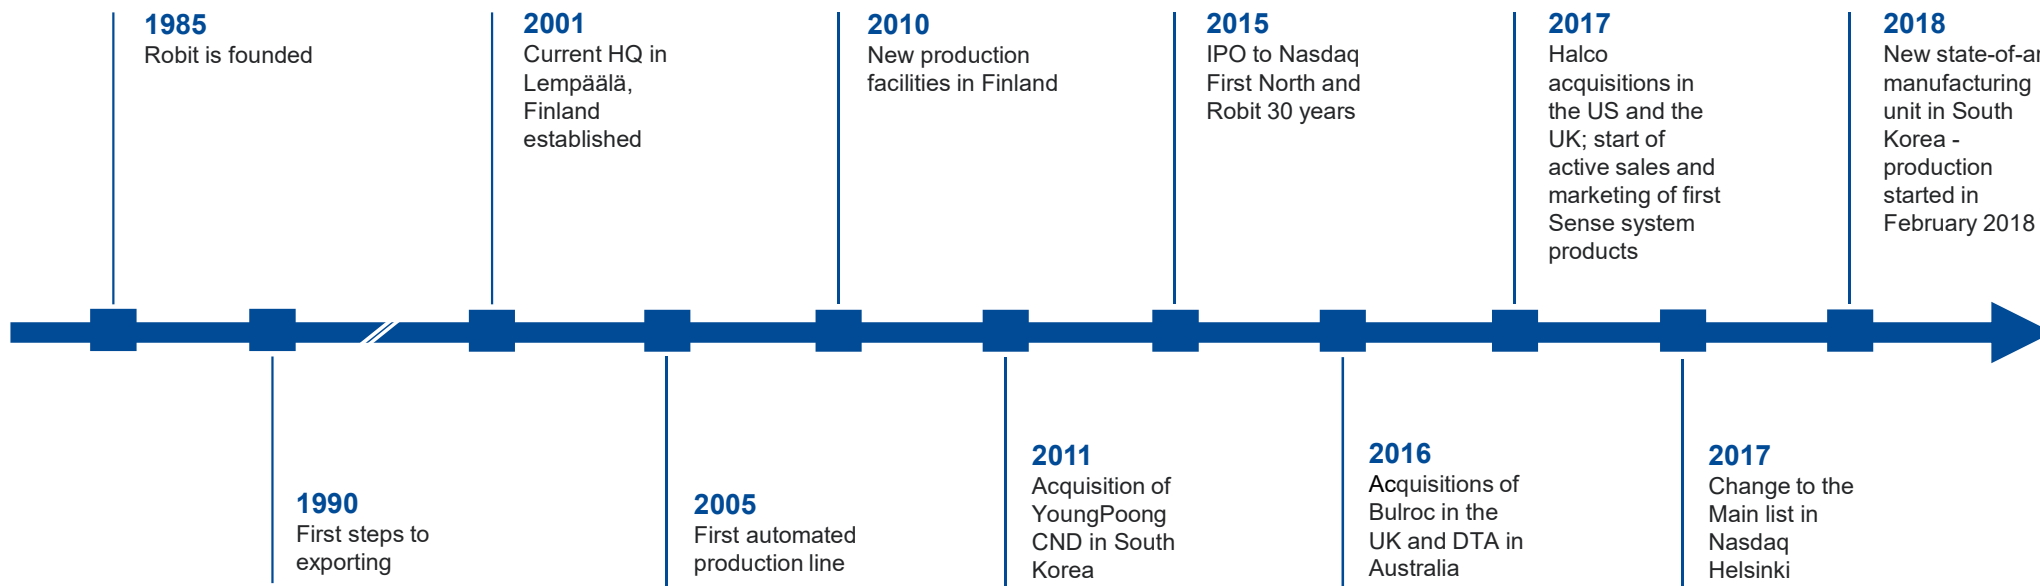 1985
Robit is founded
2001
Current HQ in
Lempäälä,
Finland
established
2010
New production
facilities in Finland
2015
IPO to Nasdaq
First North and
Robit 30 years
2017
Halco
acquisitions in
the US and the
UK; start of
active sales and
marketing of first
Sense system
products
2018
New state-of-ar
manufacturing
unit in South
Korea -
production
started in
February 2018
1990
First steps to
exporting
2005
First automated
production line
2011
Acquisition of
YoungPoong
CND in South
Korea
2016
Acquisitions of
Bulroc in the
UK and DTA in
Australia
2017
Change to the
Main list in
Nasdaq
Helsinki